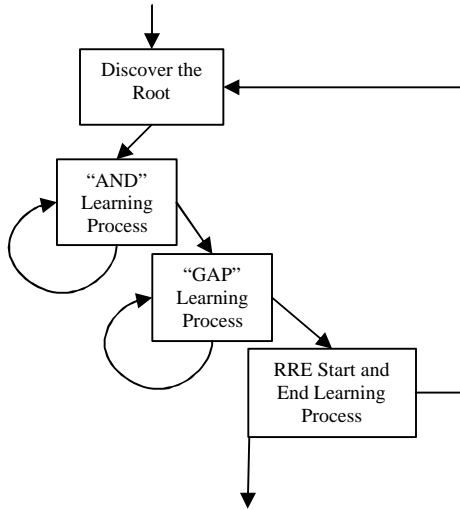 Discover the
Root
“AND”
Learning
Process
“GAP”
Learning
Process
RRE Start and
End Learning
Process